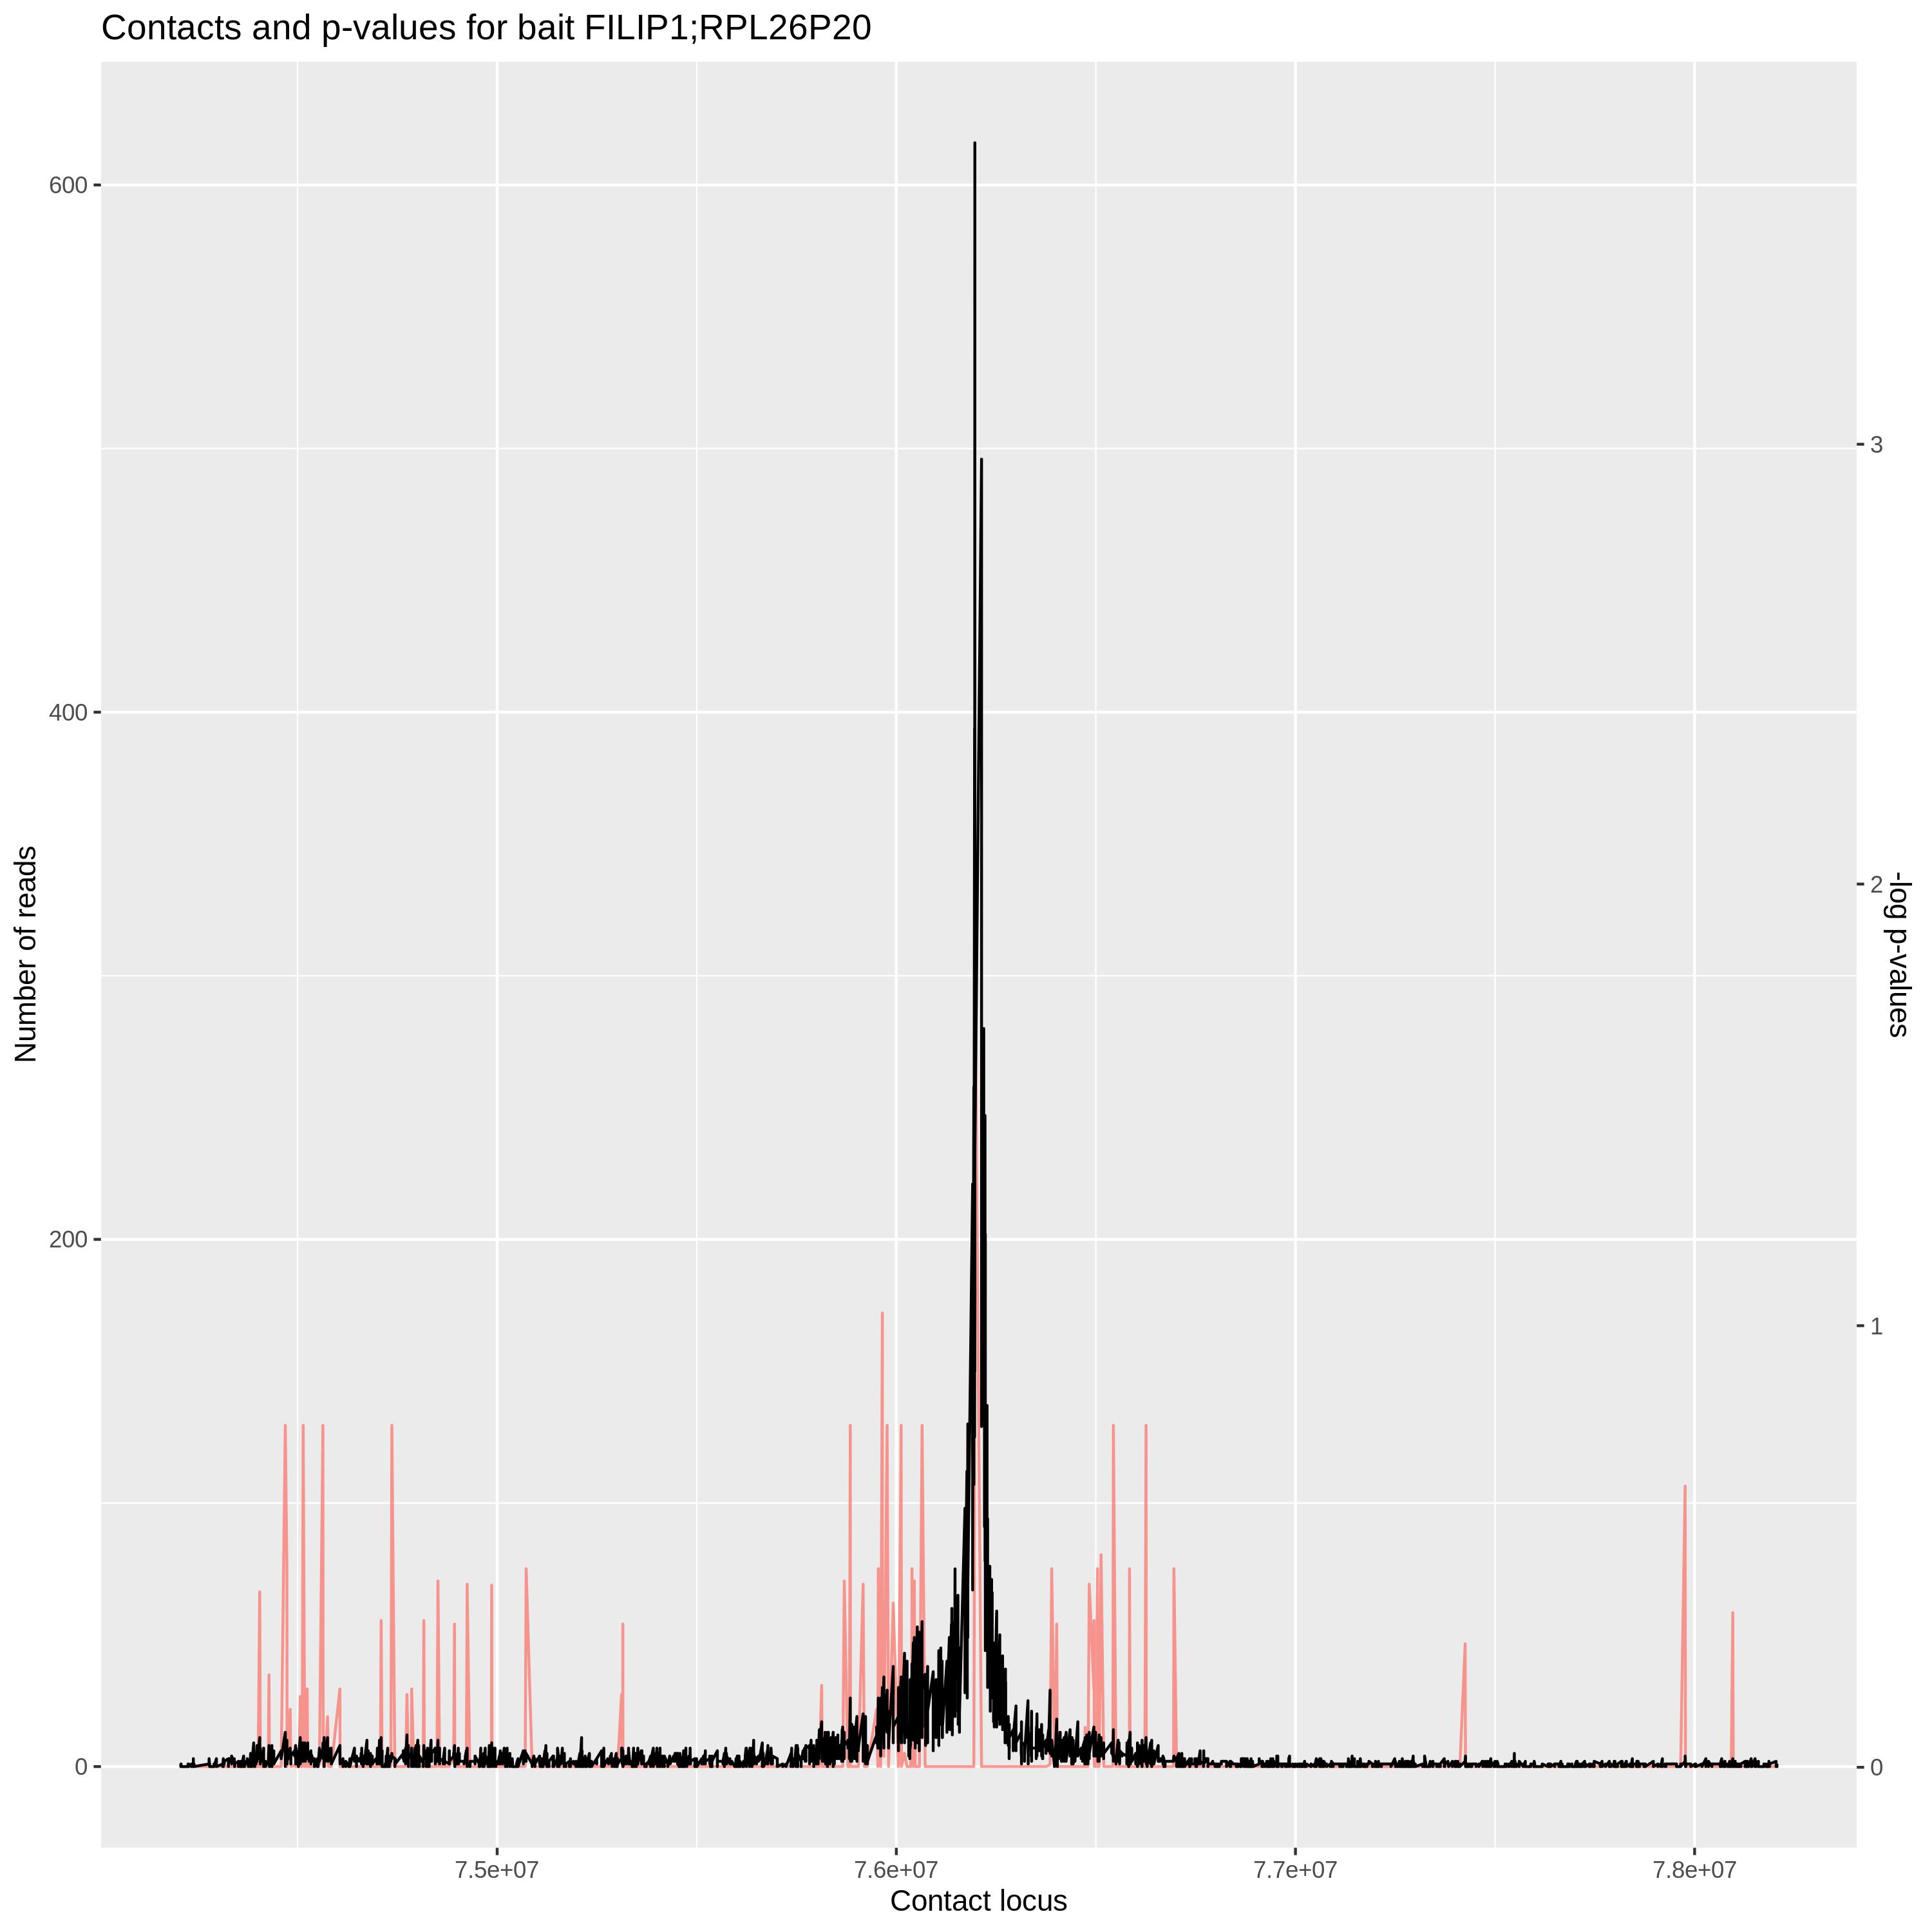 Contacts and p-values for bait FILIP1;RPL26P20
600
400
200
0
Number of reads
3
2
1
0
-log p-values
7.5e+07
7.6e+07
7.7e+07
7.8e+07
Contact locus